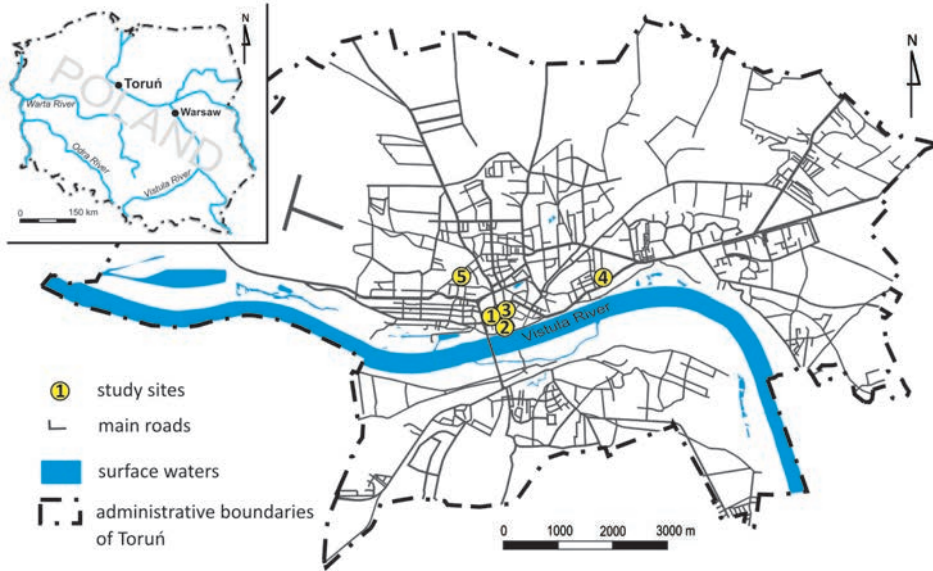 N
POLAND
Toruń
Warsaw
Warta River
Odra River
Vistula River
0 150 km
N
5
4
1
3
2
Vistula River
1 study sites
main roads
surface waters
administrative boundaries
of Toruń
0 1000 2000 3000 m